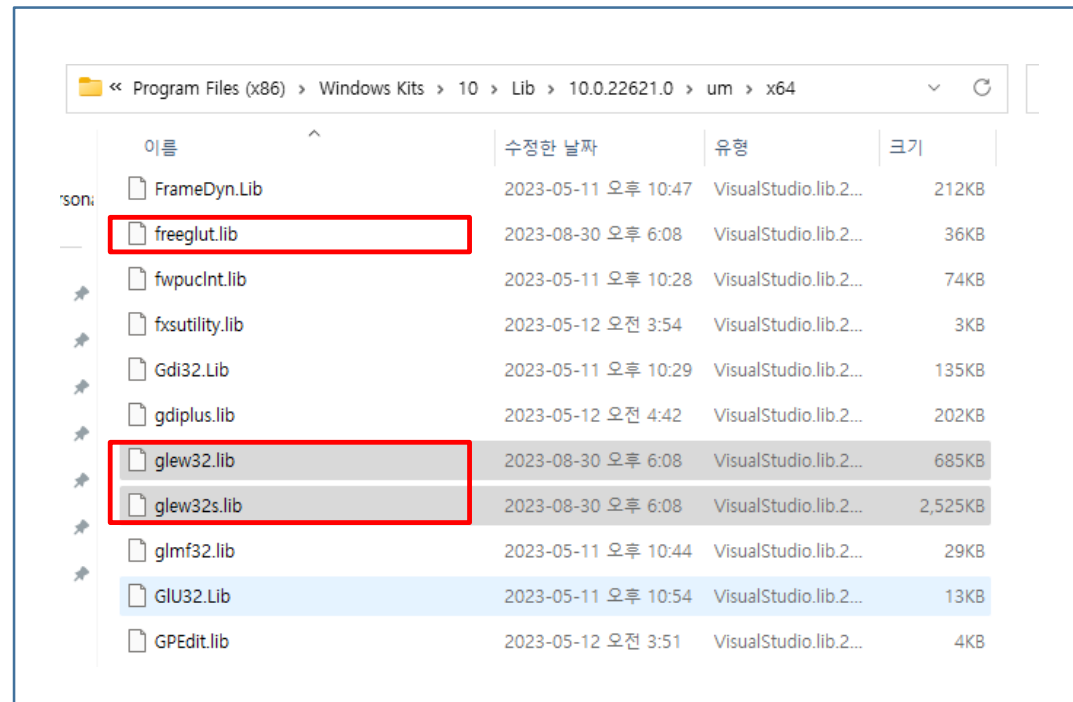 « Program Files (x86) > Windows Kits > 10 > Lib > 10.0.22621.0 > um > x64
이름 수정한 날짜 유형 크기
FrameDyn.Lib 2023-05-11 오후 10:47 VisualStudio.lib.2... 212KB
freeglut.lib 2023-08-30 오후 6:08 VisualStudio.lib.2... 36KB
fwpuclnt.lib 2023-05-11 오후 10:28 VisualStudio.lib.2... 74KB
fxsutility.lib 2023-05-12 오전 3:54 VisualStudio.lib.2... 3KB
Gdi32.Lib 2023-05-11 오후 10:29 VisualStudio.lib.2... 135KB
gdiplus.lib 2023-05-12 오전 4:42 VisualStudio.lib.2... 202KB
glew32.lib 2023-08-30 오후 6:08 VisualStudio.lib.2... 685KB
glew32s.lib 2023-08-30 오후 6:08 VisualStudio.lib.2... 2,525KB
glmf32.lib 2023-05-11 오후 10:44 VisualStudio.lib.2... 29KB
GlU32.Lib 2023-05-11 오후 10:54 VisualStudio.lib.2... 13KB
GPEdit.lib 2023-05-12 오전 3:51 VisualStudio.lib.2... 4KB